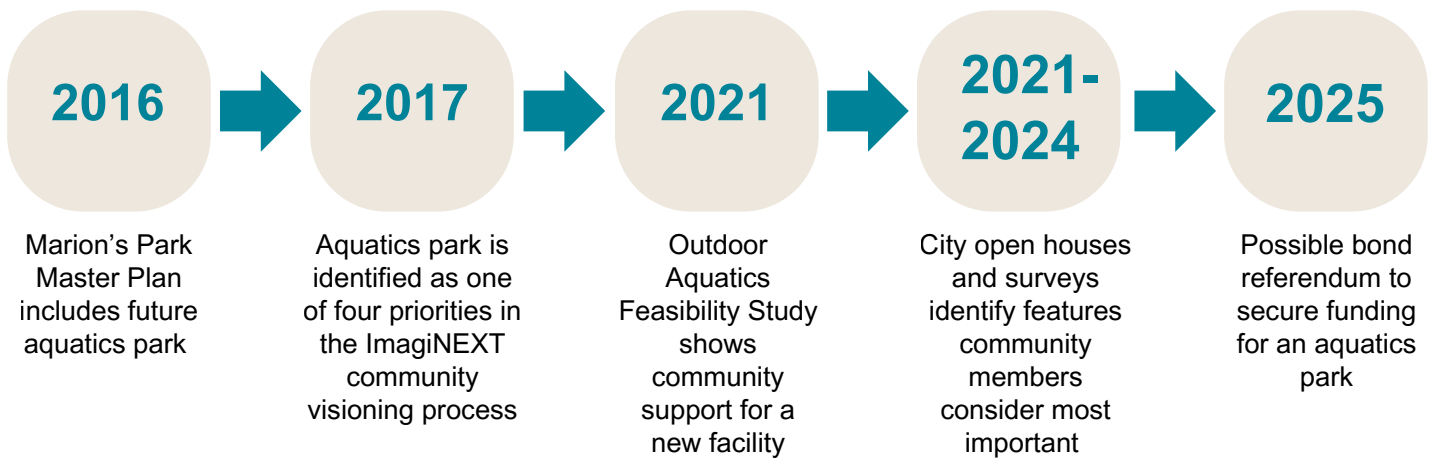 2016
Marion’s Park
Master Plan
includes future
aquatics park
2017
Aquatics park is
identified as one
of four priorities in
the ImagiNEXT
community
visioning process
2021
Outdoor
Aquatics
Feasibility Study
shows
community
support for a
new facility
2021-
2024
City open houses
and surveys
identify features
community
members
consider most
important
2025
Possible bond
referendum to
secure funding
for an aquatics
park